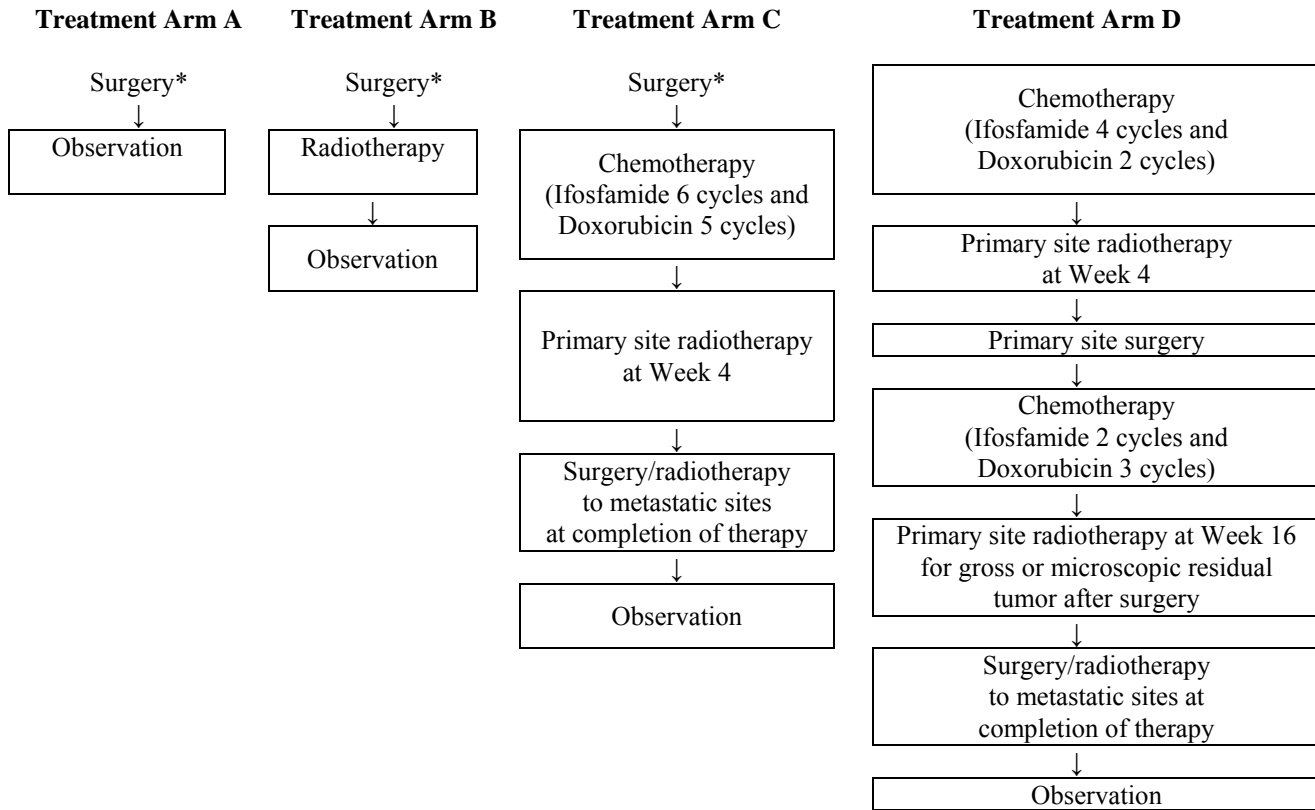 Treatment Arm A
Surgery*
↓
Observation
Treatment Arm B
Surgery*
↓
Radiotherapy
↓
Observation
Treatment Arm C
Surgery*
↓
Chemotherapy
(Ifosfamide 6 cycles and
Doxorubicin 5 cycles)
↓
Primary site radiotherapy
at Week 4
↓
Surgery/radiotherapy
to metastatic sites
at completion of therapy
↓
Observation
Treatment Arm D
Chemotherapy
(Ifosfamide 4 cycles and
Doxorubicin 2 cycles)
↓
Primary site radiotherapy
at Week 4
↓
Primary site surgery
↓
Chemotherapy
(Ifosfamide 2 cycles and
Doxorubicin 3 cycles)
↓
Primary site radiotherapy at Week 16
for gross or microscopic residual
tumor after surgery
↓
Surgery/radiotherapy
to metastatic sites at
completion of therapy
↓
Observation